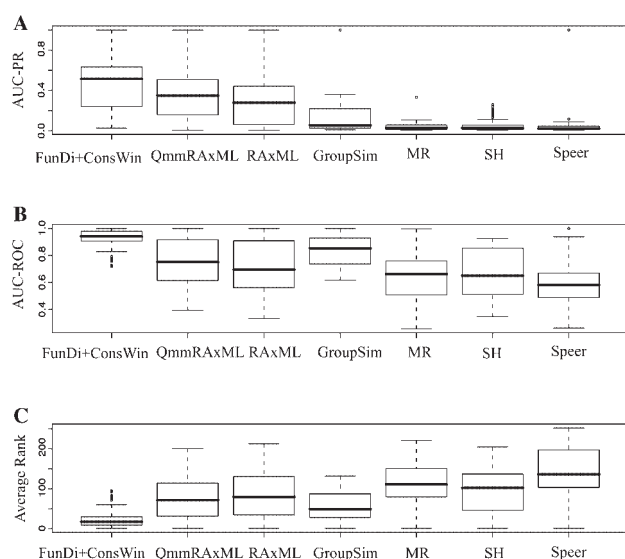 A
AUC-PR
0.8
0.4
0.0
FunDi+ConsWin QmmRAxML RAxML GroupSim MR SH Speer
B
AUC-ROC
1.0
0.8
0.6
0.4
FunDi+ConsWin QmmRAxML RAxML GroupSim MR SH Speer
C
Average Rank
200
100
0
FunDi+ConsWin QmmRAxML RAxML GroupSim MR SH Speer